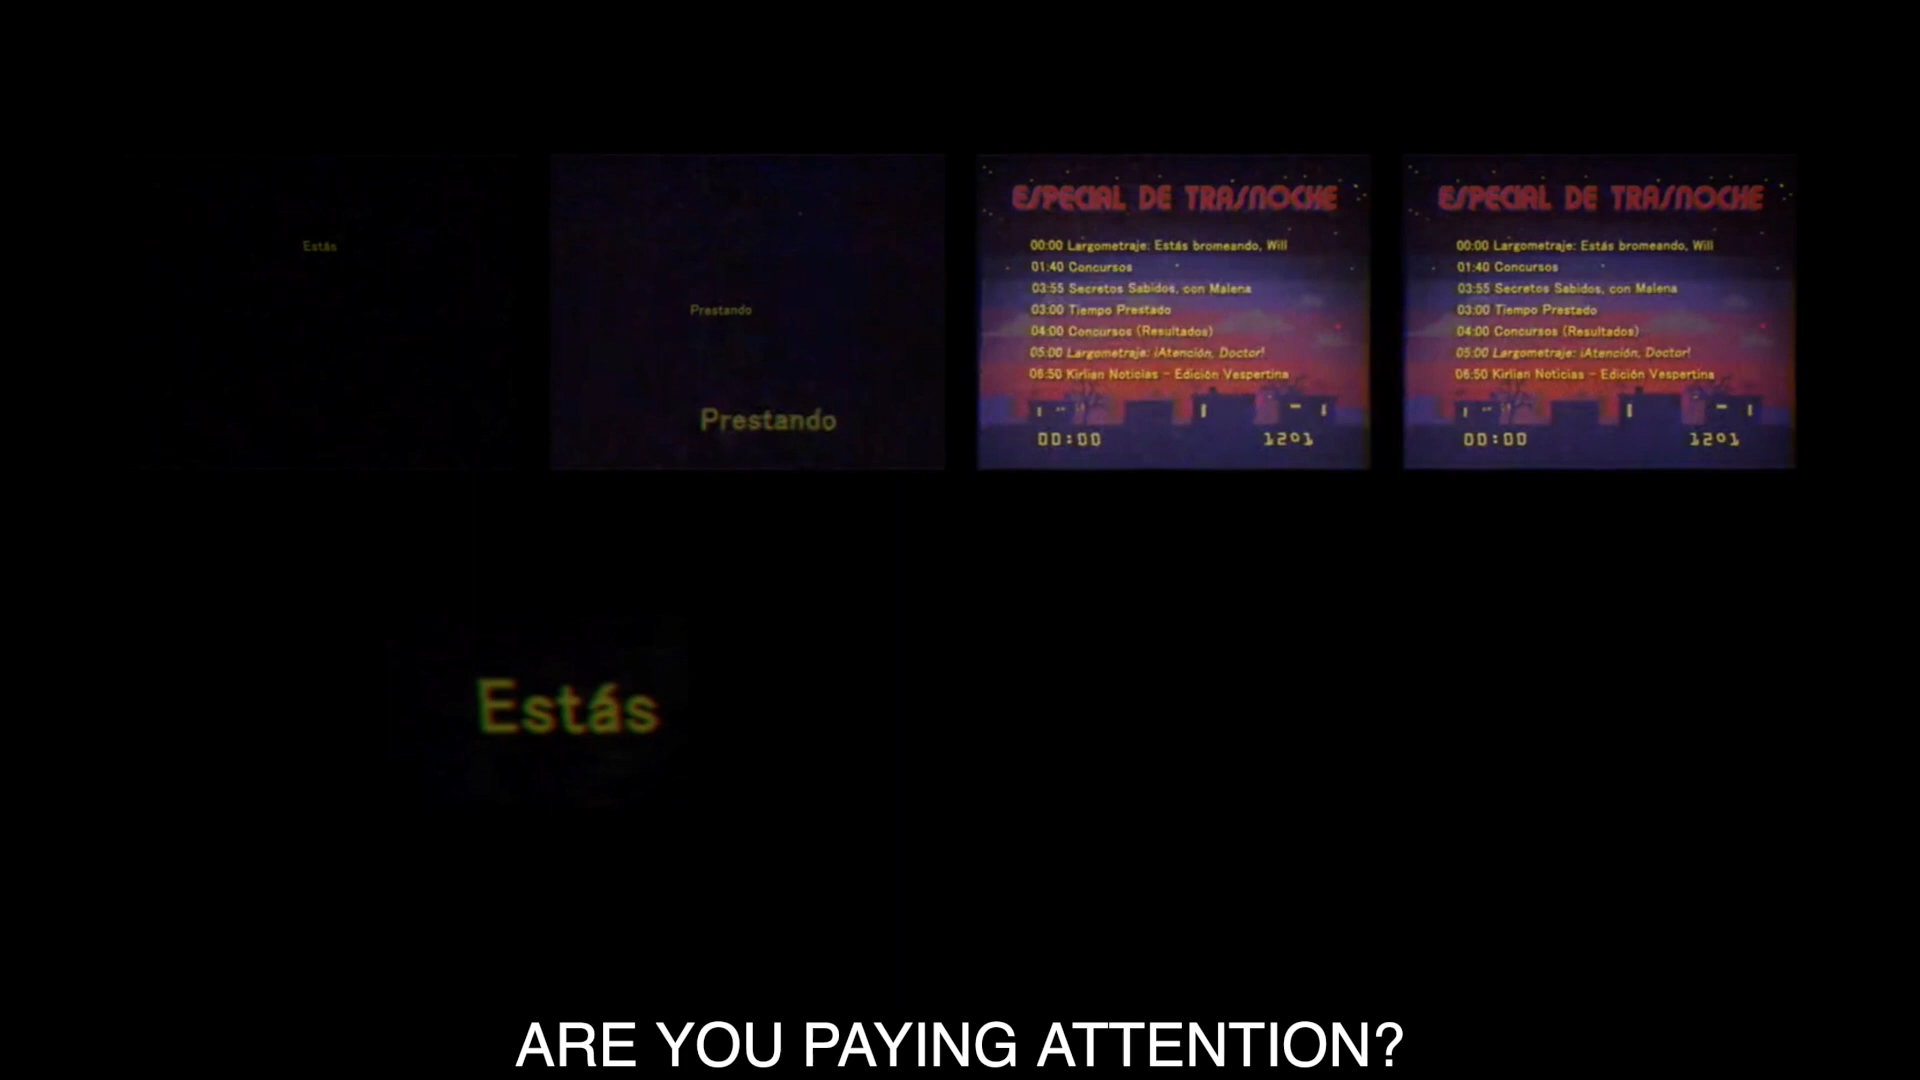 Estás
Prestando
Prestando
ESPECIAL DE TRASNOCHE
00:00 Largometraje: Estás bromeando, Will
01:40 Concursos
03:55 Secretos Sabidos, con Malena
03:00 Tiempo Prestado
04:00 Concursos (Resultados)
05:00 Largometraje: ¡Atención, Doctor!
06:50 Kirlian Noticias - Edición Vespertina
00:00 12º1
ESPECIAL DE TRASNOCHE
00:00 Largometraje: Estás bromeando, Will
01:40 Concursos
03:55 Secretos Sabidos, con Malena
03:00 Tiempo Prestado
04:00 Concursos (Resultados)
05:00 Largometraje: ¡Atención, Doctor!
06:50 Kirlian Noticias - Edición Vespertina
00:00 12º1
Estás
ARE YOU PAYING ATTENTION?